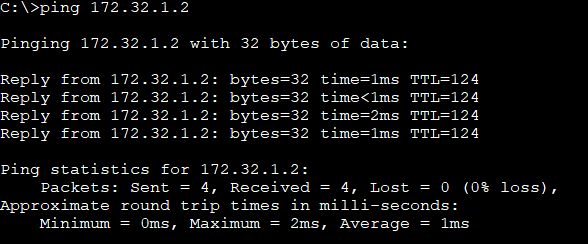 C:\>ping 172.32.1.2
Pinging 172.32.1.2 with 32 bytes of data:
Reply from 172.32.1.2: bytes=32 time=1ms TTL=124
Reply from 172.32.1.2: bytes=32 time<1ms TTL=124
Reply from 172.32.1.2: bytes=32 time=2ms TTL=124
Reply from 172.32.1.2: bytes=32 time=1ms TTL=124
Ping statistics for 172.32.1.2:
    Packets: Sent = 4, Received = 4, Lost = 0 (0% loss),
Approximate round trip times in milli-seconds:
    Minimum = 0ms, Maximum = 2ms, Average = 1ms